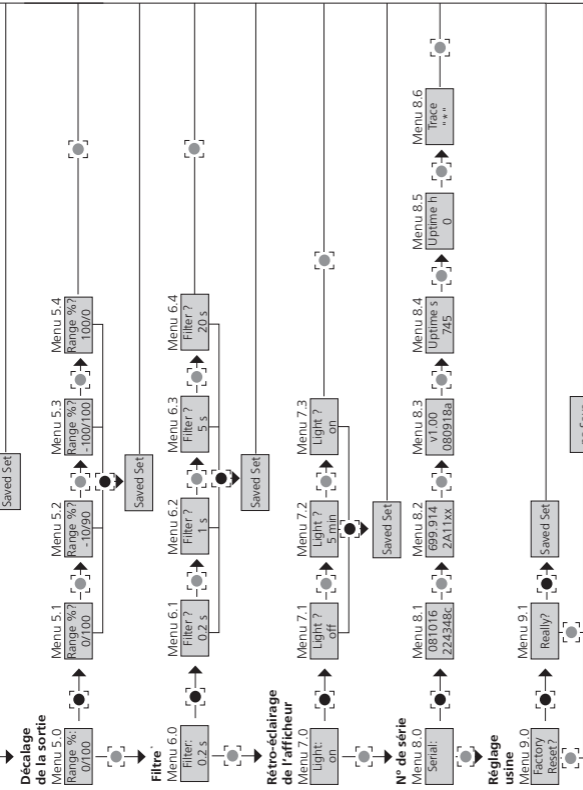 Saved Set
Décalage
de la sortie
Menu 5.0
Range %:
0/100
Menu 5.1
Range %?
0/100
Menu 5.2
Range %?
-10/90
Menu 5.3
Range %?
-100/100
Menu 5.4
Range %?
100/0
Saved Set
Filtre
Menu 6.0
Filter:
0.2 s
Menu 6.1
Filter ?
0.2 s
Menu 6.2
Filter ?
1 s
Menu 6.3
Filter ?
5 s
Menu 6.4
Filter ?
20 s
Saved Set
Rétro-éclairage
de l'afficheur
Menu 7.0
Light:
on
Menu 7.1
Light ?
off
Menu 7.2
Light ?
5 min
Menu 7.3
Light ?
on
Saved Set
N° de série
Menu 8.0
Serial:
Menu 8.1
081016
224348c
Menu 8.2
699.914
2A11xx
Menu 8.3
v1.00
080918a
Menu 8.4
Uptime s
745
Menu 8.5
Uptime h
0
Menu 8.6
Trace
"*"
Réglage
usine
Menu 9.0
Factory
Reset?
Menu 9.1
Really?
Saved Set